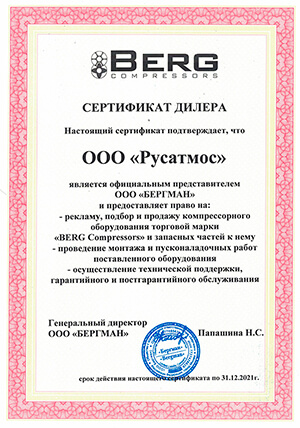 BERG
COMPRESSORS
СЕРТИФИКАТ ДИЛЕРА
Настоящий сертификат подтверждает, что
ООО «Русатмос»
является официальным представителем
ООО «БЕРГМАН»
и предоставляет право на:
- рекламу, подбор и продажу компрессорного
оборудования торговой марки
«BERG Compressors» и запасных частей к нему
- проведение монтажа и пусконаладочных работ
поставленного оборудования
- осуществление технической поддержки,
гарантийного и постгарантийного обслуживания
Генеральный директор
ООО «БЕРГМАН» Папашина Н.С.
«Бергман»
«Bergman»
срок действия настоящего сертификата по 31.12.2021г.